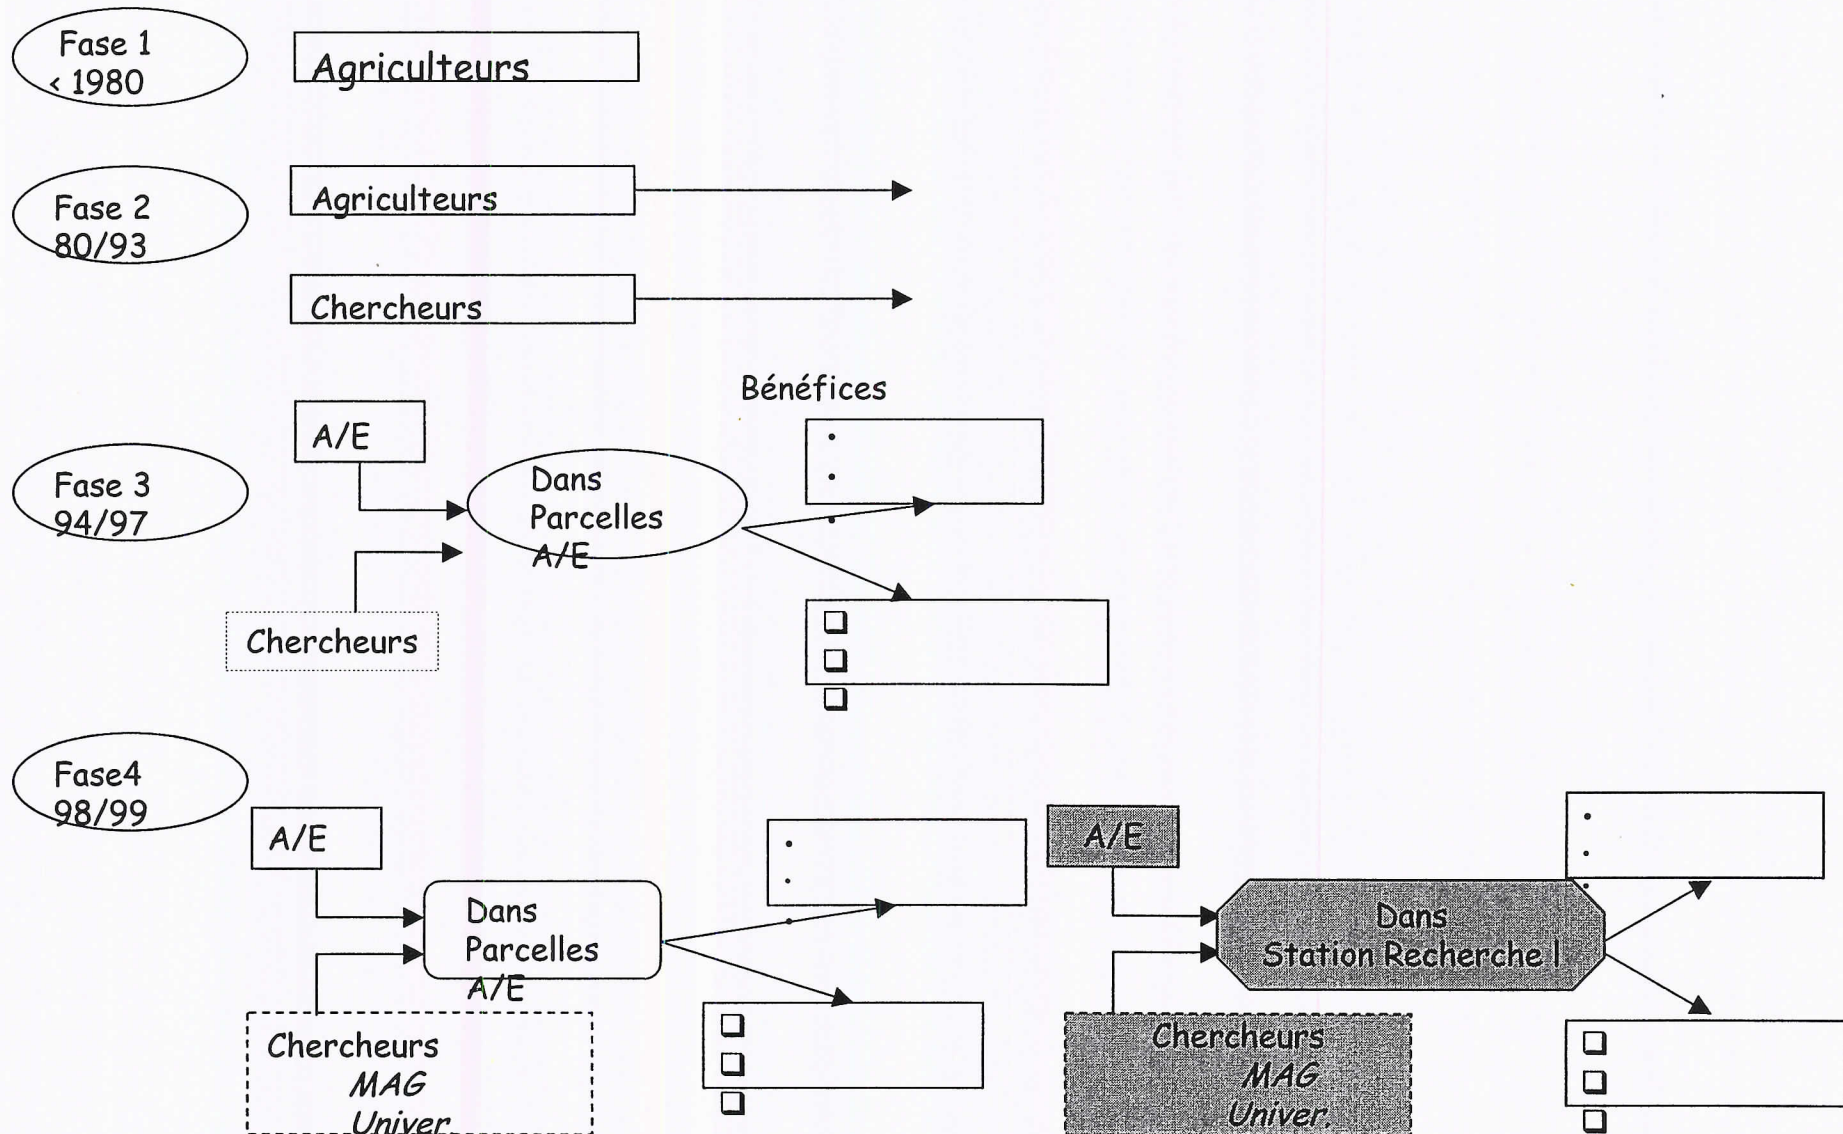 Fase 1
< 1980
Agriculteurs
Fase 2
80/93
Agriculteurs
Chercheurs
Bénéfices
A/E
Fase 3
94/97
Dans
Parcelles
A/E
Chercheurs
Fase4
98/99
A/E
Dans
Parcelles
A/E
Chercheurs
MAG
Univer.
A/E
Dans
Station Recherche l
Chercheurs
MAG
Univer.